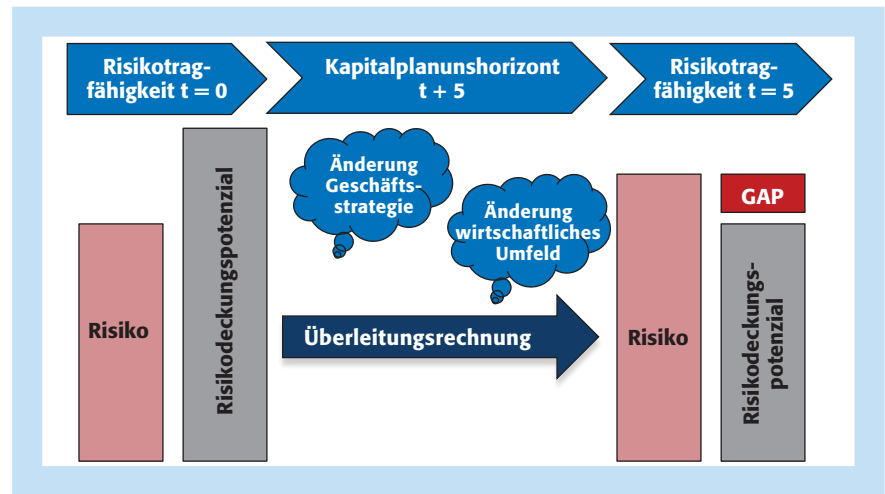 Risikotrag-
fähigkeit t = 0
Kapitalplanunshorizont
t + 5
Risikotrag-
fähigkeit t = 5
Änderung
Geschäfts-
strategie
Änderung
wirtschaftliches
Umfeld
Risiko
Risikodeckungspotenzial
Überleitungsrechnung
Risiko
GAP
Risikodeckungs-
potenzial